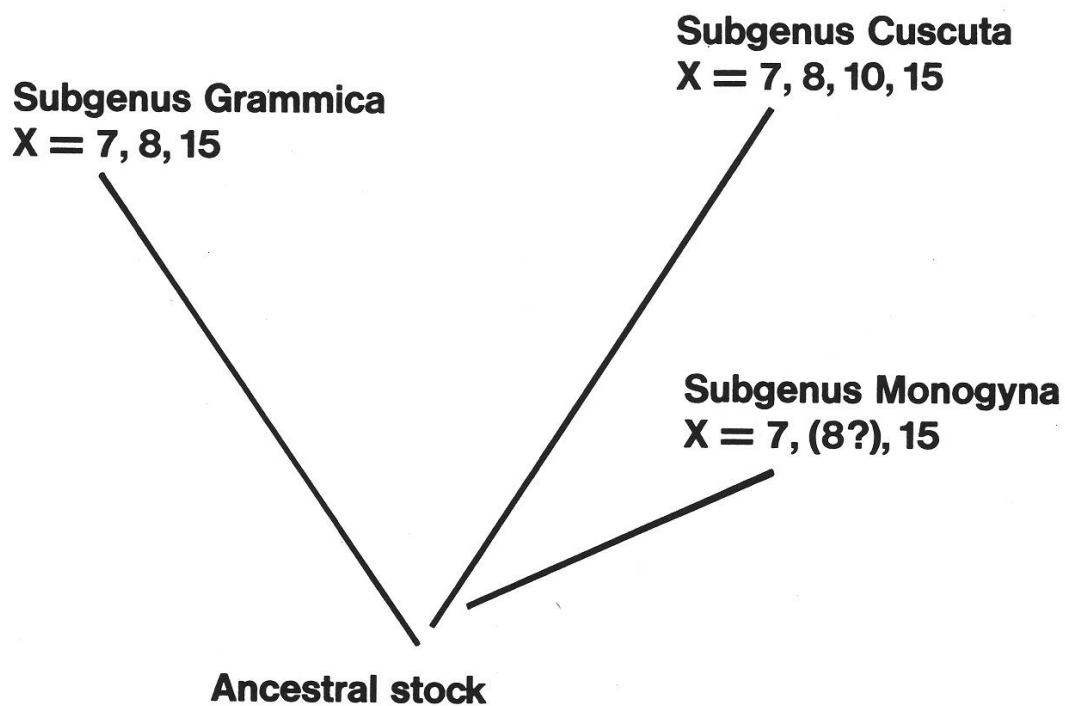 Subgenus Cuscuta
X = 7, 8, 10, 15
Subgenus Grammica
X = 7, 8, 15
Subgenus Monogyna
X = 7, (8?), 15
Ancestral stock